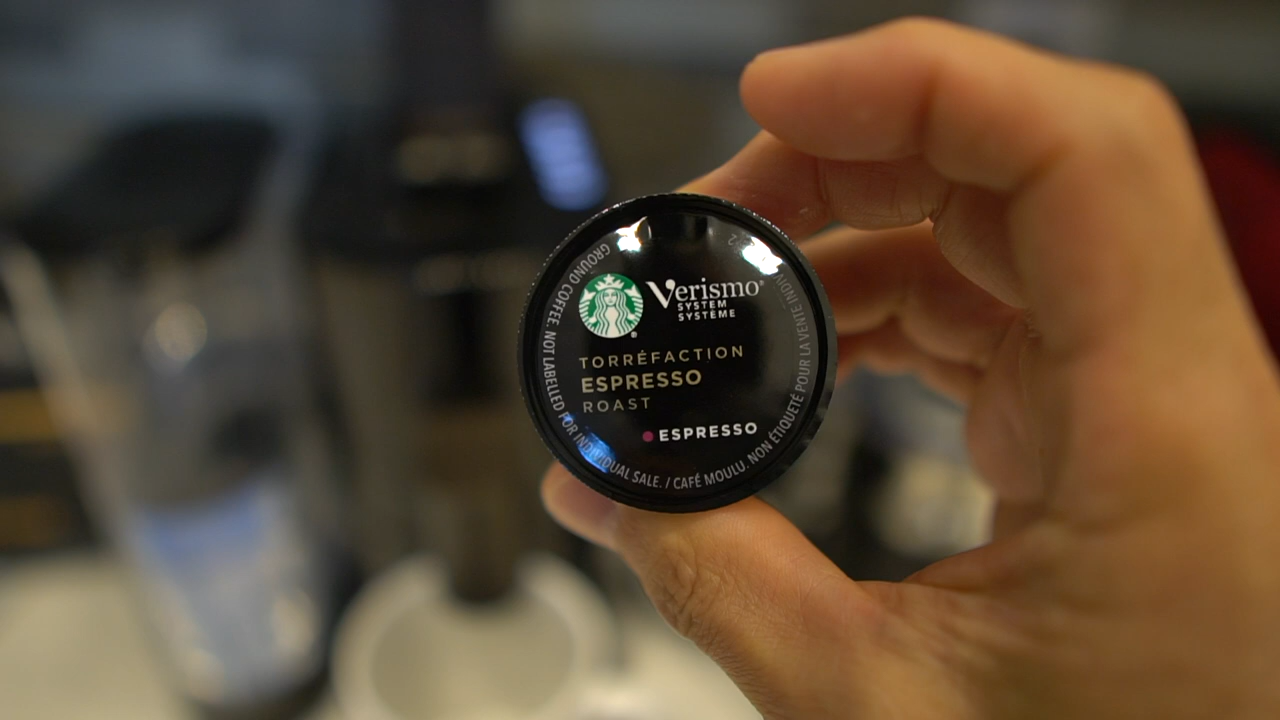 Verismo®
SYSTEM
SYSTÈME
TORRÉFACTION
ESPRESSO
ROAST
ESPRESSO
GROUND COFFEE. NOT LABELLED FOR INDIVIDUAL SALE. / CAFÉ MOULU. NON ÉTIQUETÉ POUR LA VENTE